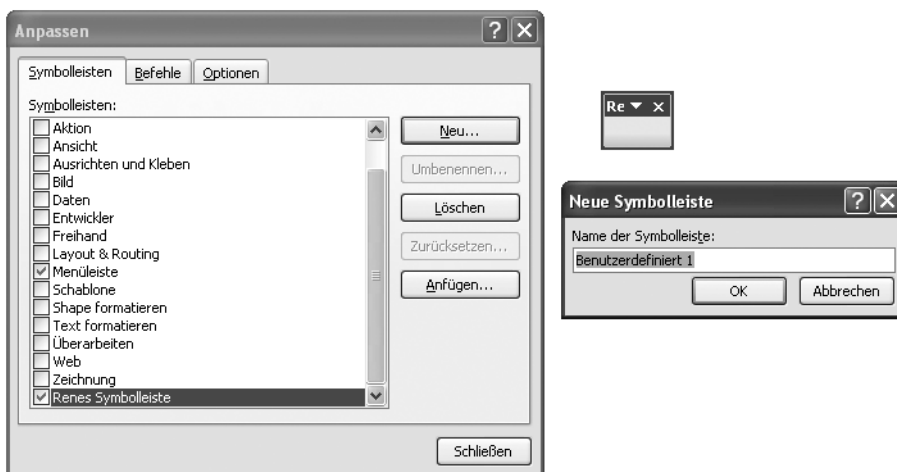 Anpassen
Symbolleisten Befehle Optionen
Symbolleisten:
Aktion
Ansicht
Ausrichten und Kleben
Bild
Daten
Entwickler
Freihand
Layout & Routing
Menüleiste
Schablone
Shape formatieren
Text formatieren
Überarbeiten
Web
Zeichnung
Renes Symbolleiste
Neu...
Umbenennen...
Löschen
Zurücksetzen...
Anfügen...
Schließen
Re
Neue Symbolleiste
Name der Symbolleiste:
Benutzerdefiniert 1
OK Abbrechen